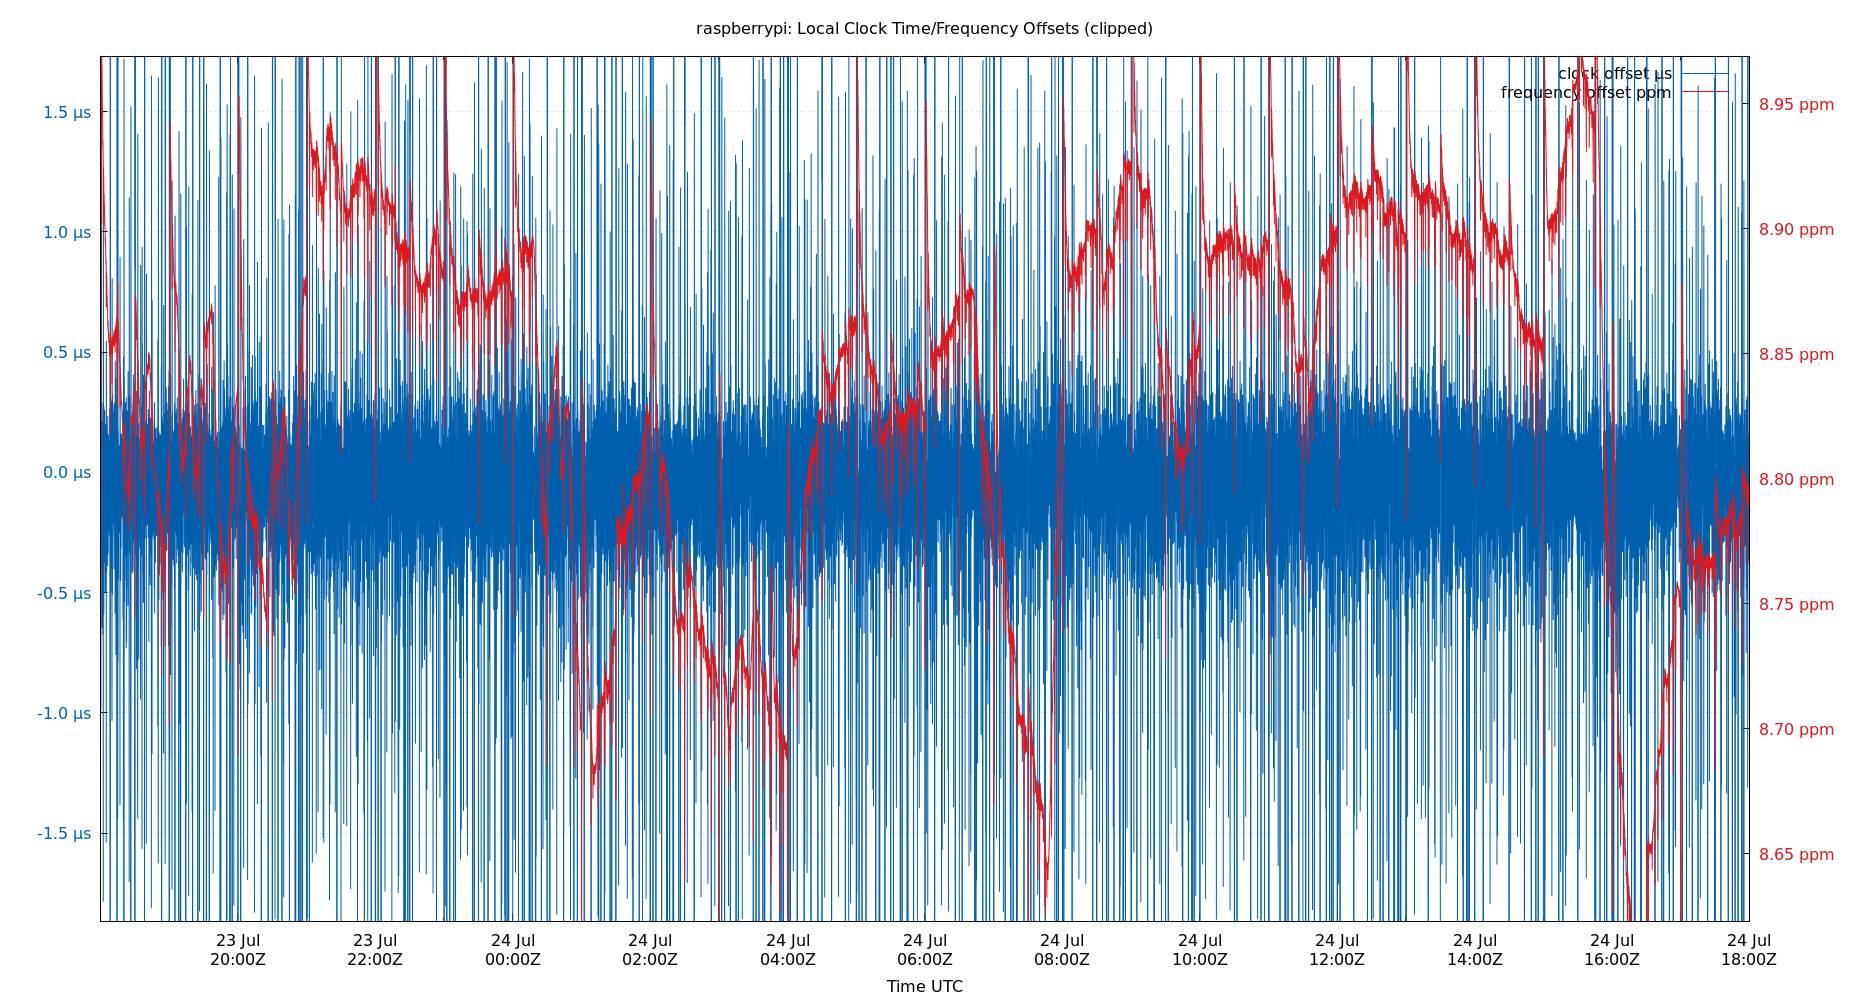 raspberrypi: Local Clock Time/Frequency Offsets (clipped)
clock offset µs
frequency offset ppm
1.5 µs
1.0 µs
0.5 µs
0.0 µs
-0.5 µs
-1.0 µs
-1.5 µs
8.95 ppm
8.90 ppm
8.85 ppm
8.80 ppm
8.75 ppm
8.70 ppm
8.65 ppm
23 Jul 23 Jul 24 Jul 24 Jul 24 Jul 24 Jul 24 Jul 24 Jul 24 Jul 24 Jul 24 Jul 24 Jul
20:00Z 22:00Z 00:00Z 02:00Z 04:00Z 06:00Z 08:00Z 10:00Z 12:00Z 14:00Z 16:00Z 18:00Z
Time UTC